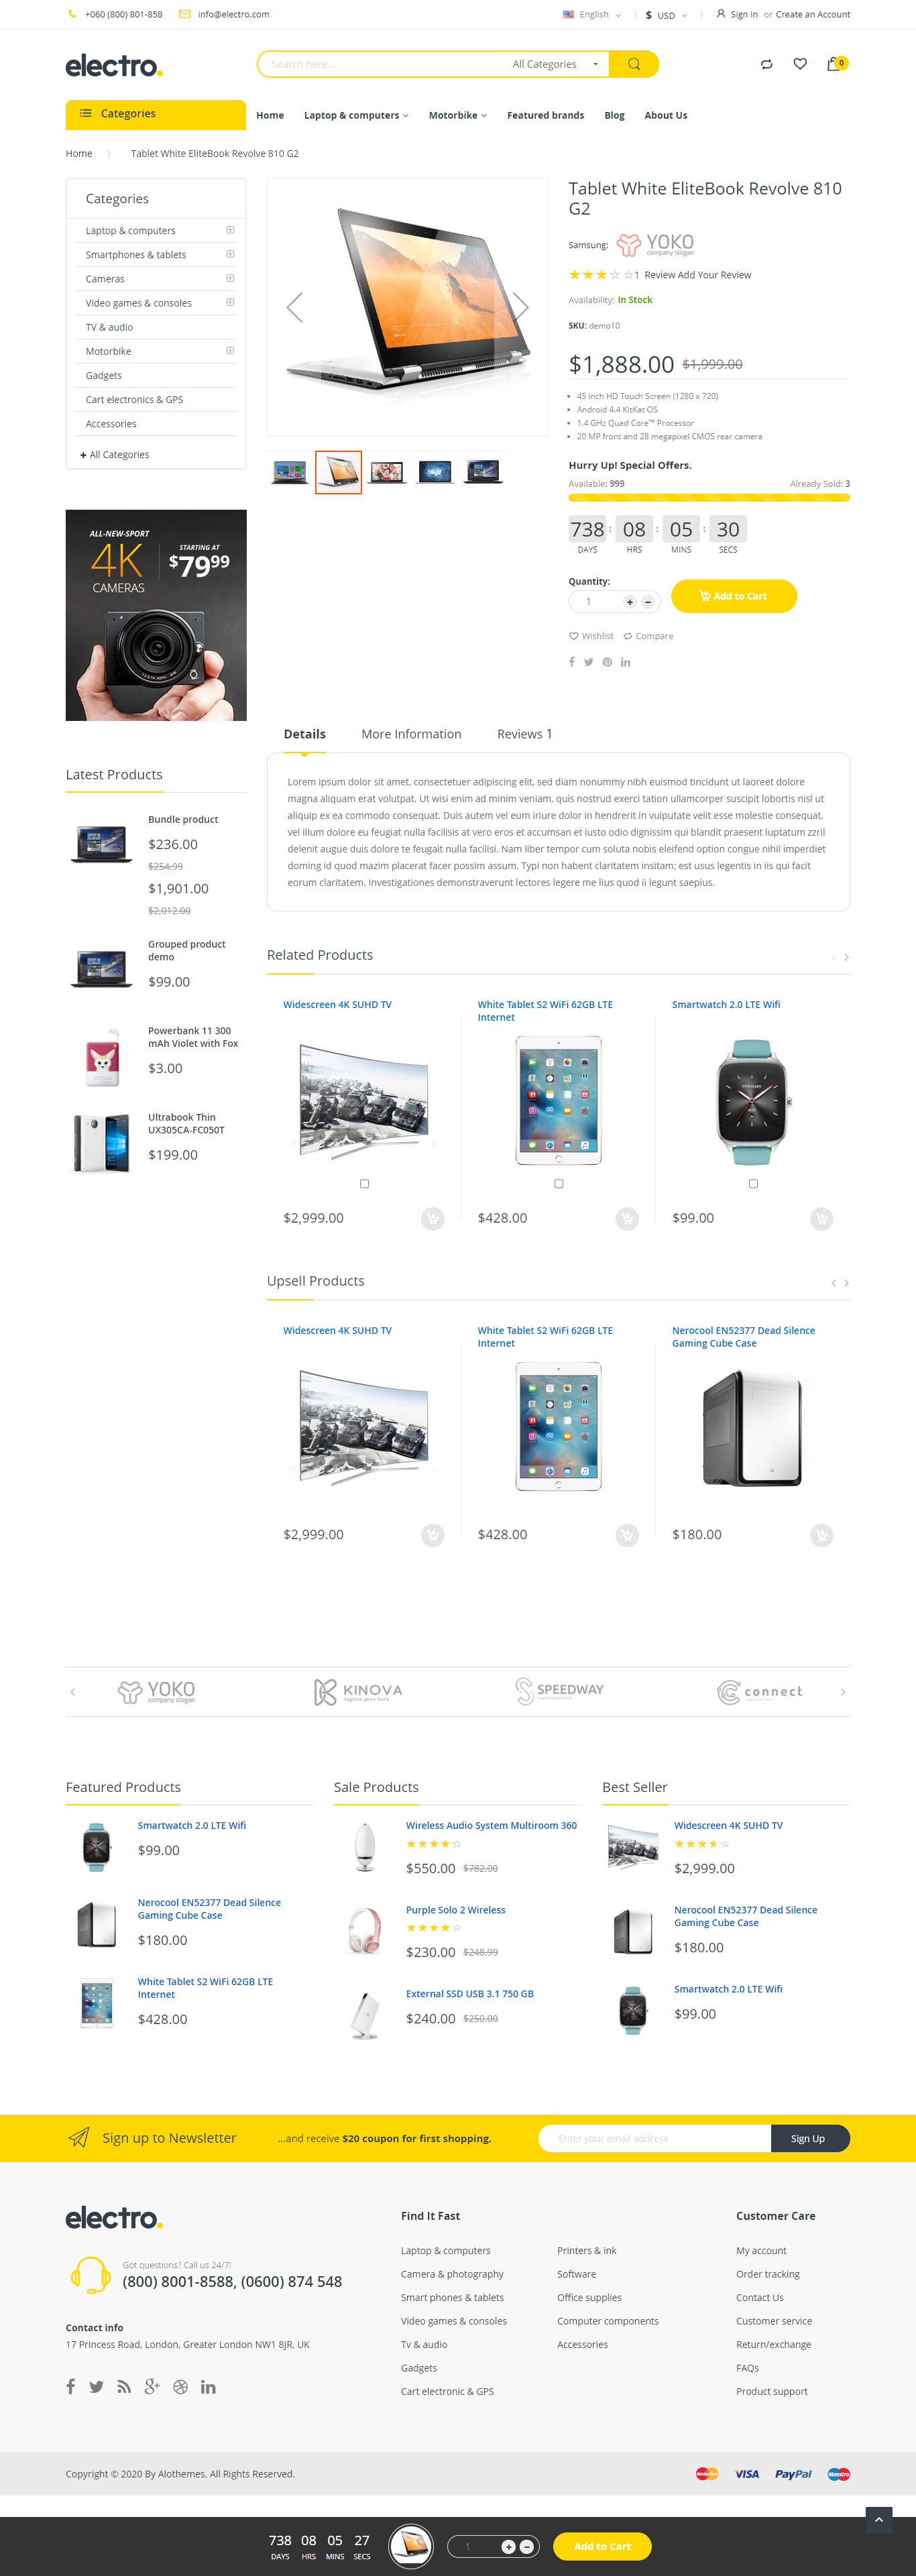 +060 (800) 801-858
info@electro.com
English
$ USD
Sign In or Create an Account
electro.
Search here...
All Categories
0
Categories
Home
Laptop & computers
Motorbike
Featured brands
Blog
About Us
Home
Tablet White EliteBook Revolve 810 G2
Categories
Laptop & computers
Smartphones & tablets
Cameras
Video games & consoles
TV & audio
Motorbike
Gadgets
Cart electronics & GPS
Accessories
+ All Categories
ALL-NEW-SPORT
4K
CAMERAS
STARTING AT
$79 99
Latest Products
Bundle product
$236.00
$254.99
$1,901.00
$2,012.00
Grouped product
demo
$99.00
Powerbank 11 300
mAh Violet with Fox
$3.00
Ultrabook Thin
UX305CA-FC050T
$199.00
Tablet White EliteBook Revolve 810
G2
Samsung:
YOKO
company slogan
1 Review Add Your Review
Availability: In Stock
SKU: demo10
$1,888.00 $1,999.00
45 inch HD Touch Screen (1280 x 720)
Android 4.4 KitKat OS
1.4 GHz Quad Core™ Processor
20 MP front and 28 megapixel CMOS rear camera
Hurry Up! Special Offers.
Available: 999
Already Sold: 3
738 : 08 : 05 : 30
DAYS HRS MINS SECS
Quantity:
1 + −
Add to Cart
Wishlist
Compare
Details
More Information
Reviews 1
Lorem ipsum dolor sit amet, consectetuer adipiscing elit, sed diam nonummy nibh euismod tincidunt ut laoreet dolore
magna aliquam erat volutpat. Ut wisi enim ad minim veniam, quis nostrud exerci tation ullamcorper suscipit lobortis nisl ut
aliquip ex ea commodo consequat. Duis autem vel eum iriure dolor in hendrerit in vulputate velit esse molestie consequat,
vel illum dolore eu feugiat nulla facilisis at vero eros et accumsan et iusto odio dignissim qui blandit praesent luptatum zzril
delenit augue duis dolore te feugait nulla facilisi. Nam liber tempor cum soluta nobis eleifend option congue nihil imperdiet
doming id quod mazim placerat facer possim assum. Typi non habent claritatem insitam; est usus legentis in iis qui facit
eorum claritatem. Investigationes demonstraverunt lectores legere me lius quod ii legunt saepius.
Related Products
Widescreen 4K SUHD TV
$2,999.00
White Tablet S2 WiFi 62GB LTE
Internet
$428.00
Smartwatch 2.0 LTE Wifi
$99.00
Upsell Products
Widescreen 4K SUHD TV
$2,999.00
White Tablet S2 WiFi 62GB LTE
Internet
$428.00
Nerocool EN52377 Dead Silence
Gaming Cube Case
$180.00
YOKO
company slogan
KINOVA
tagline goes here
SPEEDWAY
connect
Featured Products
Smartwatch 2.0 LTE Wifi
$99.00
Nerocool EN52377 Dead Silence
Gaming Cube Case
$180.00
White Tablet S2 WiFi 62GB LTE
Internet
$428.00
Sale Products
Wireless Audio System Multiroom 360
$550.00 $782.00
Purple Solo 2 Wireless
$230.00 $248.99
External SSD USB 3.1 750 GB
$240.00 $250.00
Best Seller
Widescreen 4K SUHD TV
$2,999.00
Nerocool EN52377 Dead Silence
Gaming Cube Case
$180.00
Smartwatch 2.0 LTE Wifi
$99.00
Sign up to Newsletter
...and receive $20 coupon for first shopping.
Enter your email address
Sign Up
electro.
Got questions? Call us 24/7!
(800) 8001-8588, (0600) 874 548
Contact info
17 Princess Road, London, Greater London NW1 8JR, UK
Find It Fast
Laptop & computers
Camera & photography
Smart phones & tablets
Video games & consoles
Tv & audio
Gadgets
Cart electronic & GPS
Printers & ink
Software
Office supplies
Computer components
Accessories
Customer Care
My account
Order tracking
Contact Us
Customer service
Return/exchange
FAQs
Product support
Copyright © 2020 By Alothemes. All Rights Reserved.
MasterCard
VISA
PayPal
Maestro
738 08 05 27
DAYS HRS MINS SECS
1 + −
Add to Cart